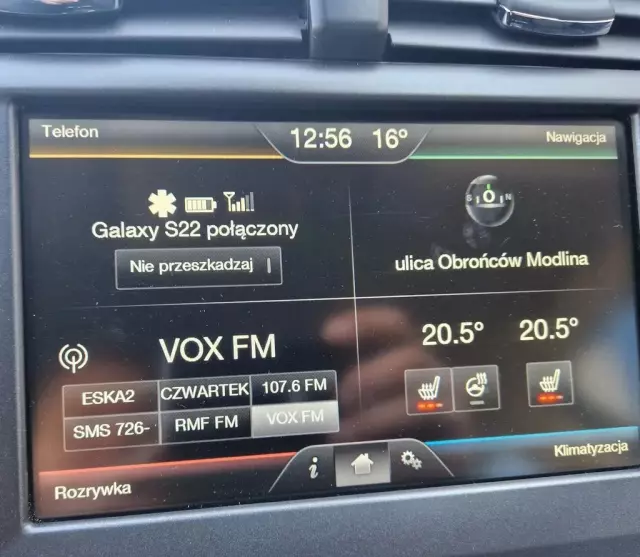 Telefon
12:56 16°
Nawigacja
Galaxy S22 połączony
Nie przeszkadzaj
S N
ulica Obrońców Modlina
VOX FM
ESKA2 CZWARTEK 107.6 FM
SMS 726- RMF FM VOX FM
20.5° 20.5°
Rozrywka
i
Klimatyzacja